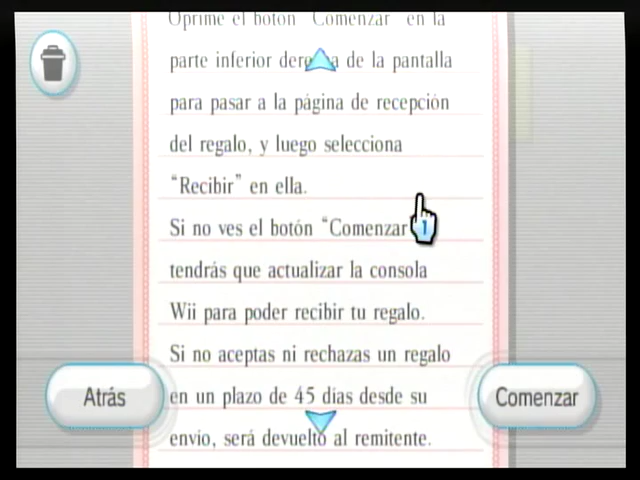 Oprime el botón “Comenzar” en la
parte inferior derecha de la pantalla
para pasar a la página de recepción
del regalo, y luego selecciona
“Recibir” en ella.
Si no ves el botón “Comenzar
tendrás que actualizar la consola
Wii para poder recibir tu regalo.
Si no aceptas ni rechazas un regalo
en un plazo de 45 días desde su
envío, será devuelto al remitente.
Atrás
Comenzar
1